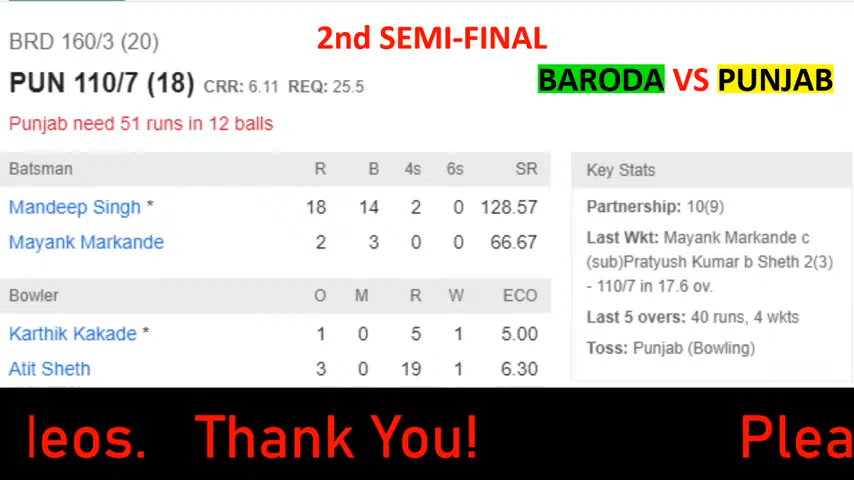 BRD 160/3 (20)
2nd SEMI-FINAL
PUN 110/7 (18) CRR: 6.11 REQ: 25.5
BARODA VS PUNJAB
Punjab need 51 runs in 12 balls
Batsman R B 4s 6s SR
Mandeep Singh * 18 14 2 0 128.57
Mayank Markande 2 3 0 0 66.67
Bowler O M R W ECO
Karthik Kakade * 1 0 5 1 5.00
Atit Sheth 3 0 19 1 6.30
Key Stats
Partnership: 10(9)
Last Wkt: Mayank Markande c
(sub)Pratyush Kumar b Sheth 2(3)
- 110/7 in 17.6 ov.
Last 5 overs: 40 runs, 4 wkts
Toss: Punjab (Bowling)
leos. Thank You! Plea